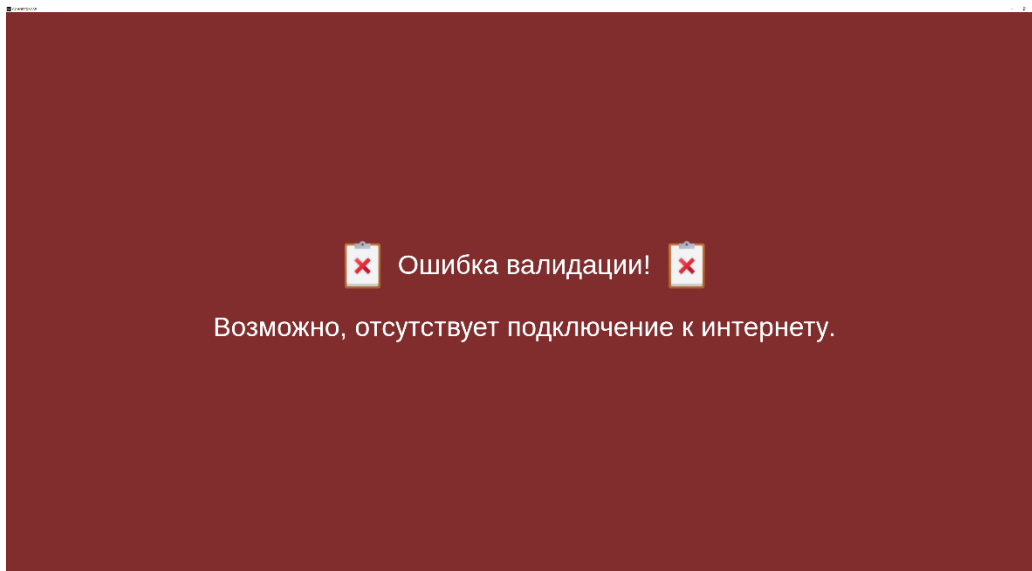 Ошибка валидации!
Возможно, отсутствует подключение к интернету.